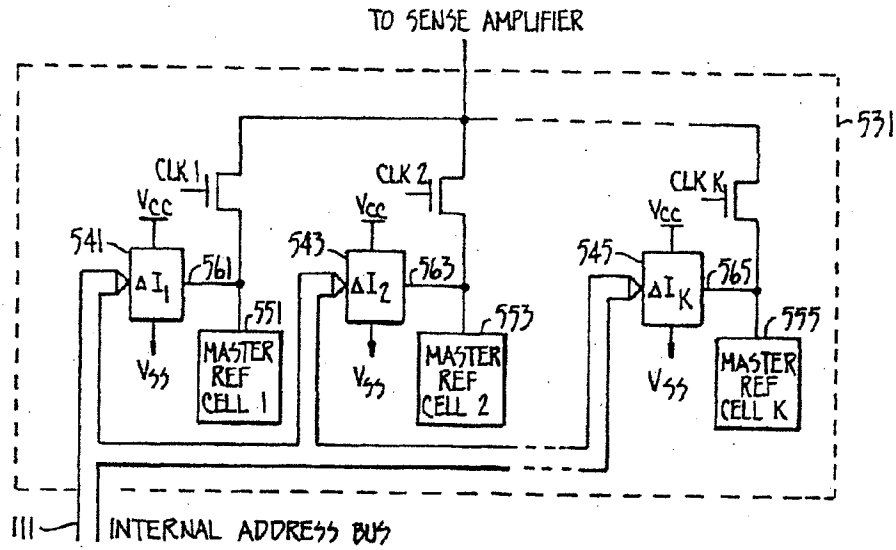 TO SENSE AMPLIFIER
531
CLK 1
CLK 2
CLK K
VCC
VCC
VCC
541
543
545
561
563
565
ΔI1
ΔI2
ΔIK
551
553
555
MASTER
REF
CELL 1
MASTER
REF
CELL 2
MASTER
REF
CELL K
VSS
VSS
VSS
111
INTERNAL ADDRESS BUS